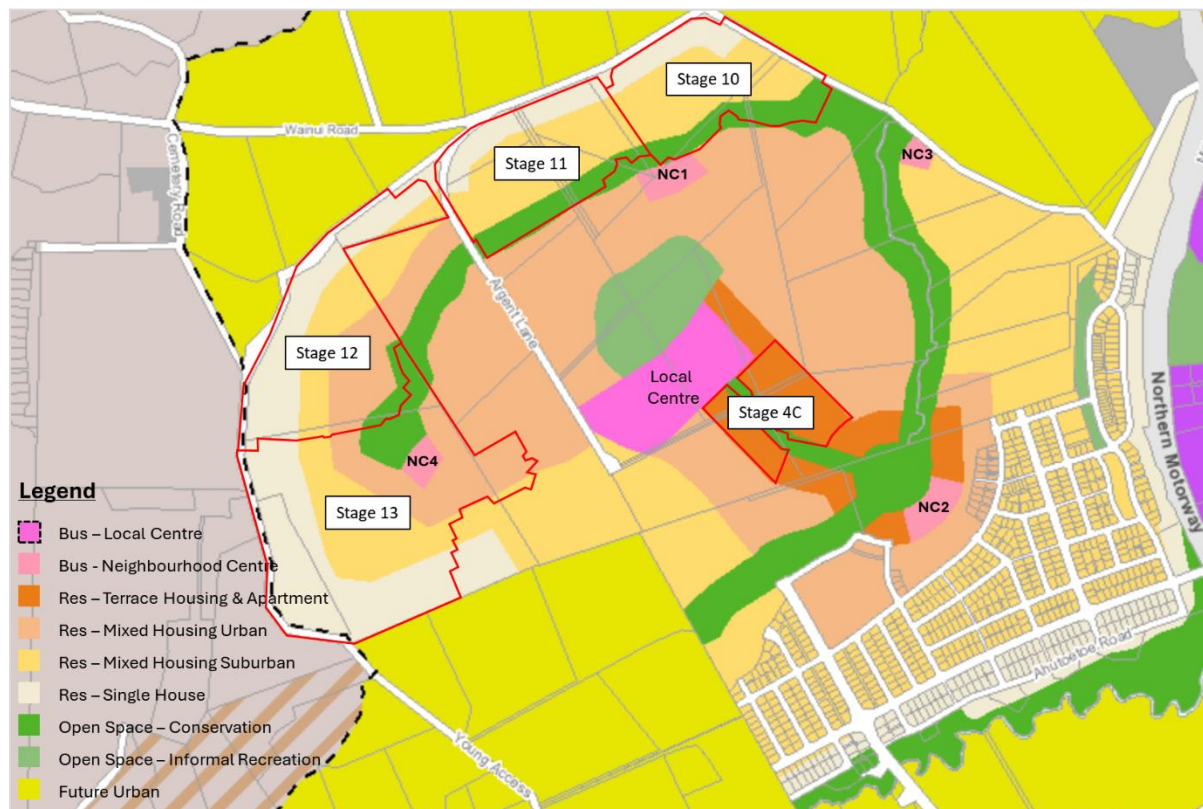 Stage 10
Wainui Road
Cemetery Road
Stage 11
NC1
NC3
Argent Lane
Stage 12
Local
Centre
Stage 4C
NC4
NC2
Stage 13
Northern Motorway
Ahutoetoe Road
Young Access
Legend
Bus – Local Centre
Bus - Neighbourhood Centre
Res – Terrace Housing & Apartment
Res – Mixed Housing Urban
Res – Mixed Housing Suburban
Res – Single House
Open Space – Conservation
Open Space – Informal Recreation
Future Urban